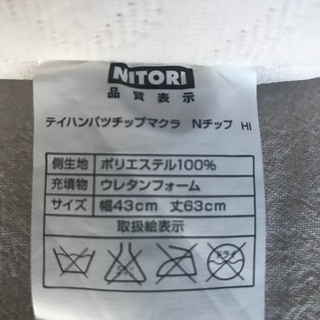 NITORI
品質表示
テイハンパツチップマクラ Nチップ HI
側生地 ポリエステル100%
充填物 ウレタンフォーム
サイズ 幅43cm 丈63cm
取扱絵表示